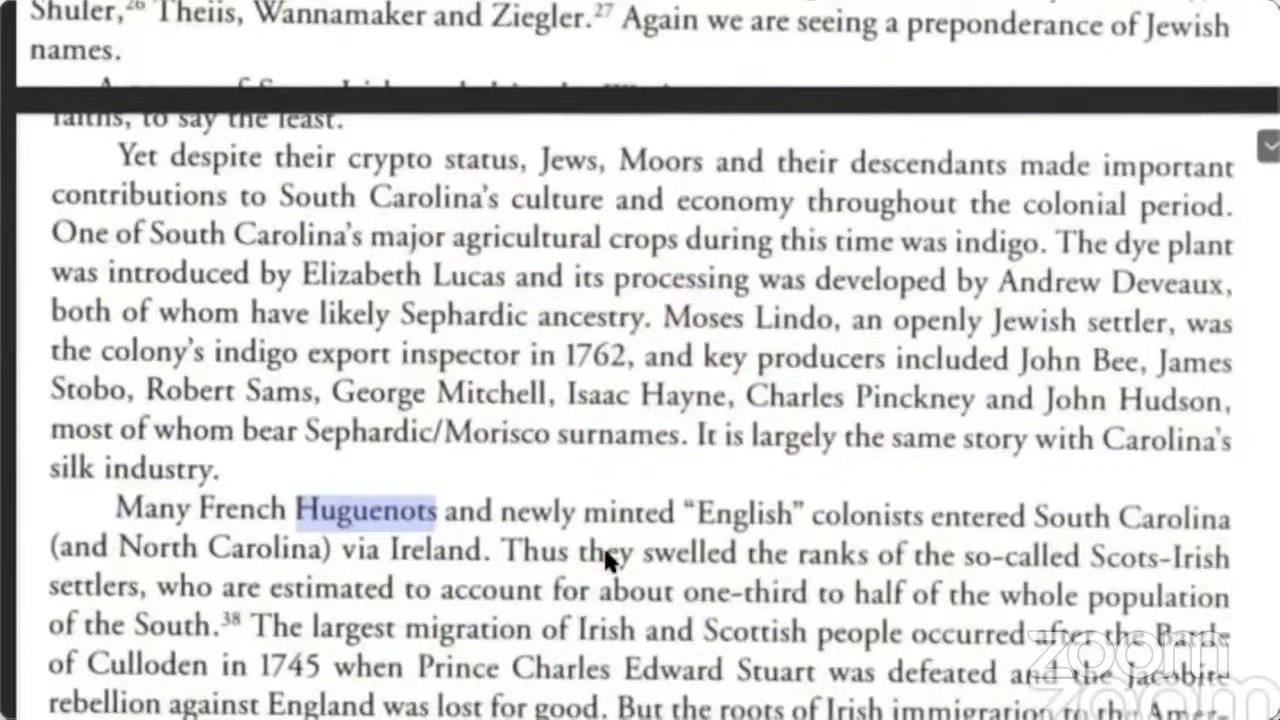 Shuler,26 Theiis, Wannamaker and Ziegler.27 Again we are seeing a preponderance of Jewish
names.
faiths, to say the least.
Yet despite their crypto status, Jews, Moors and their descendants made important
contributions to South Carolina's culture and economy throughout the colonial period.
One of South Carolina's major agricultural crops during this time was indigo. The dye plant
was introduced by Elizabeth Lucas and its processing was developed by Andrew Deveaux,
both of whom have likely Sephardic ancestry. Moses Lindo, an openly Jewish settler, was
the colony's indigo export inspector in 1762, and key producers included John Bee, James
Stobo, Robert Sams, George Mitchell, Isaac Hayne, Charles Pinckney and John Hudson,
most of whom bear Sephardic/Morisco surnames. It is largely the same story with Carolina's
silk industry.
Many French Huguenots and newly minted “English” colonists entered South Carolina
(and North Carolina) via Ireland. Thus they swelled the ranks of the so-called Scots-Irish
settlers, who are estimated to account for about one-third to half of the whole population
of the South.38 The largest migration of Irish and Scottish people occurred after the Battle
of Culloden in 1745 when Prince Charles Edward Stuart was defeated and the Jacobite
rebellion against England was lost for good. But the roots of Irish immigration to the Amer-
zoom
zoom